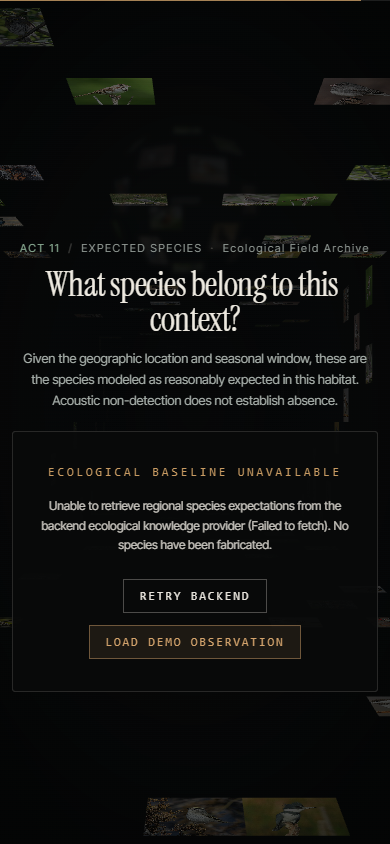 ACT 11 / EXPECTED SPECIES · Ecological Field Archive
What species belong to this
context?
Given the geographic location and seasonal window, these are
the species modeled as reasonably expected in this habitat.
Acoustic non-detection does not establish absence.
ECOLOGICAL BASELINE UNAVAILABLE
Unable to retrieve regional species expectations from the
backend ecological knowledge provider (Failed to fetch). No
species have been fabricated.
RETRY BACKEND
LOAD DEMO OBSERVATION